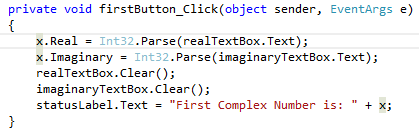 private void firstButton_Click(object sender, EventArgs e)
{
x.Real = Int32.Parse(realTextBox.Text);
x.Imaginary = Int32.Parse(imaginaryTextBox.Text);
realTextBox.Clear();
imaginaryTextBox.Clear();
statusLabel.Text = "First Complex Number is: " + x;
}